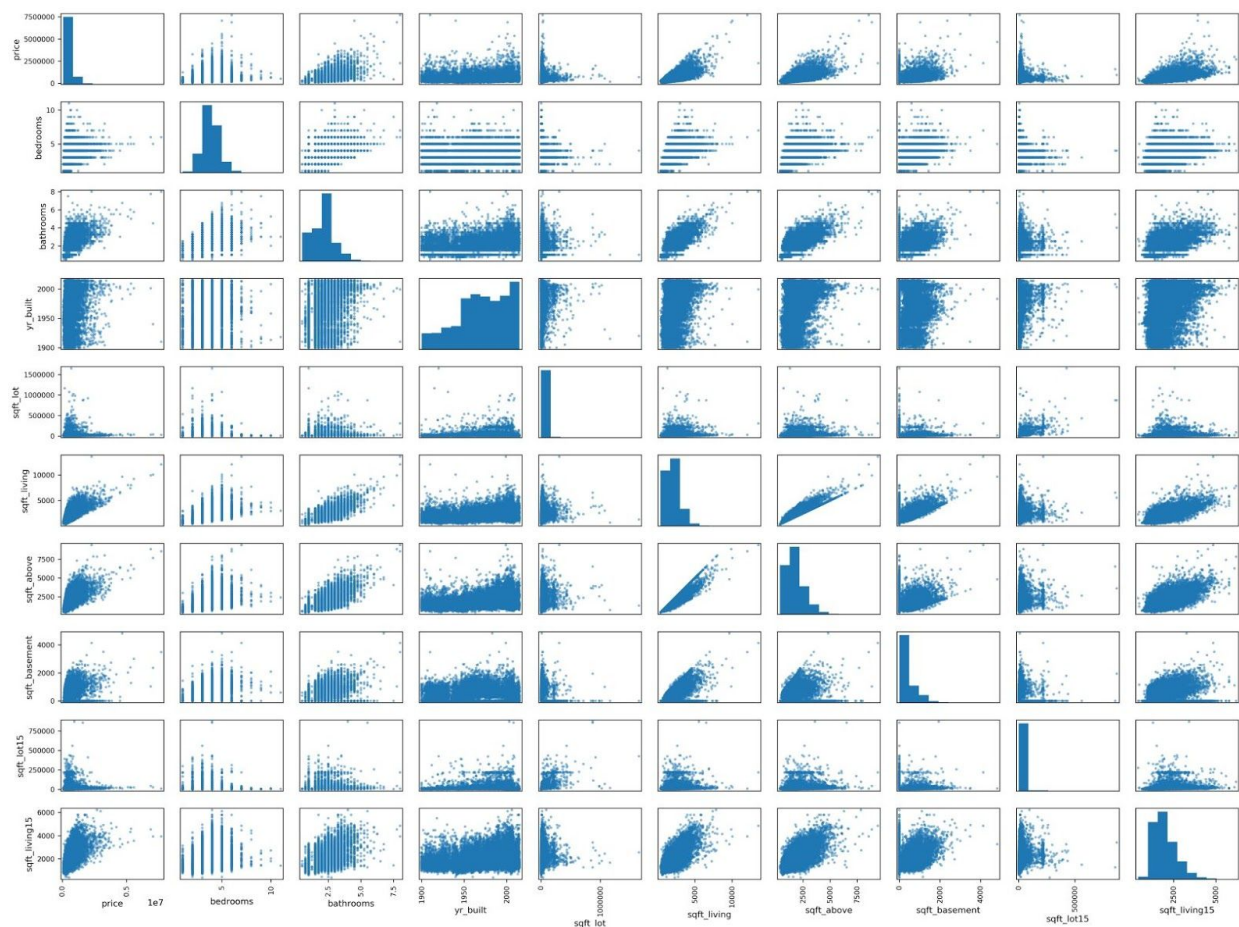 7500000
5000000
2500000
0
price
10
5
bedrooms
8
6
4
2
bathrooms
2000
1950
1900
yr_built
1500000
1000000
500000
0
sqft_lot
10000
5000
sqft_living
7500
5000
2500
sqft_above
4000
2000
0
sqft_basement
750000
500000
250000
0
sqft_lot15
6000
4000
2000
sqft_living15
0.0 0.5 5 10 2.5 5.0 7.5 1900 1950 2000 0 1000000 5000 10000 2500 5000 7500 0 2000 4000 0 500000 2500 5000
1e7
price bedrooms bathrooms yr_built sqft_lot sqft_living sqft_above sqft_basement sqft_lot15 sqft_living15